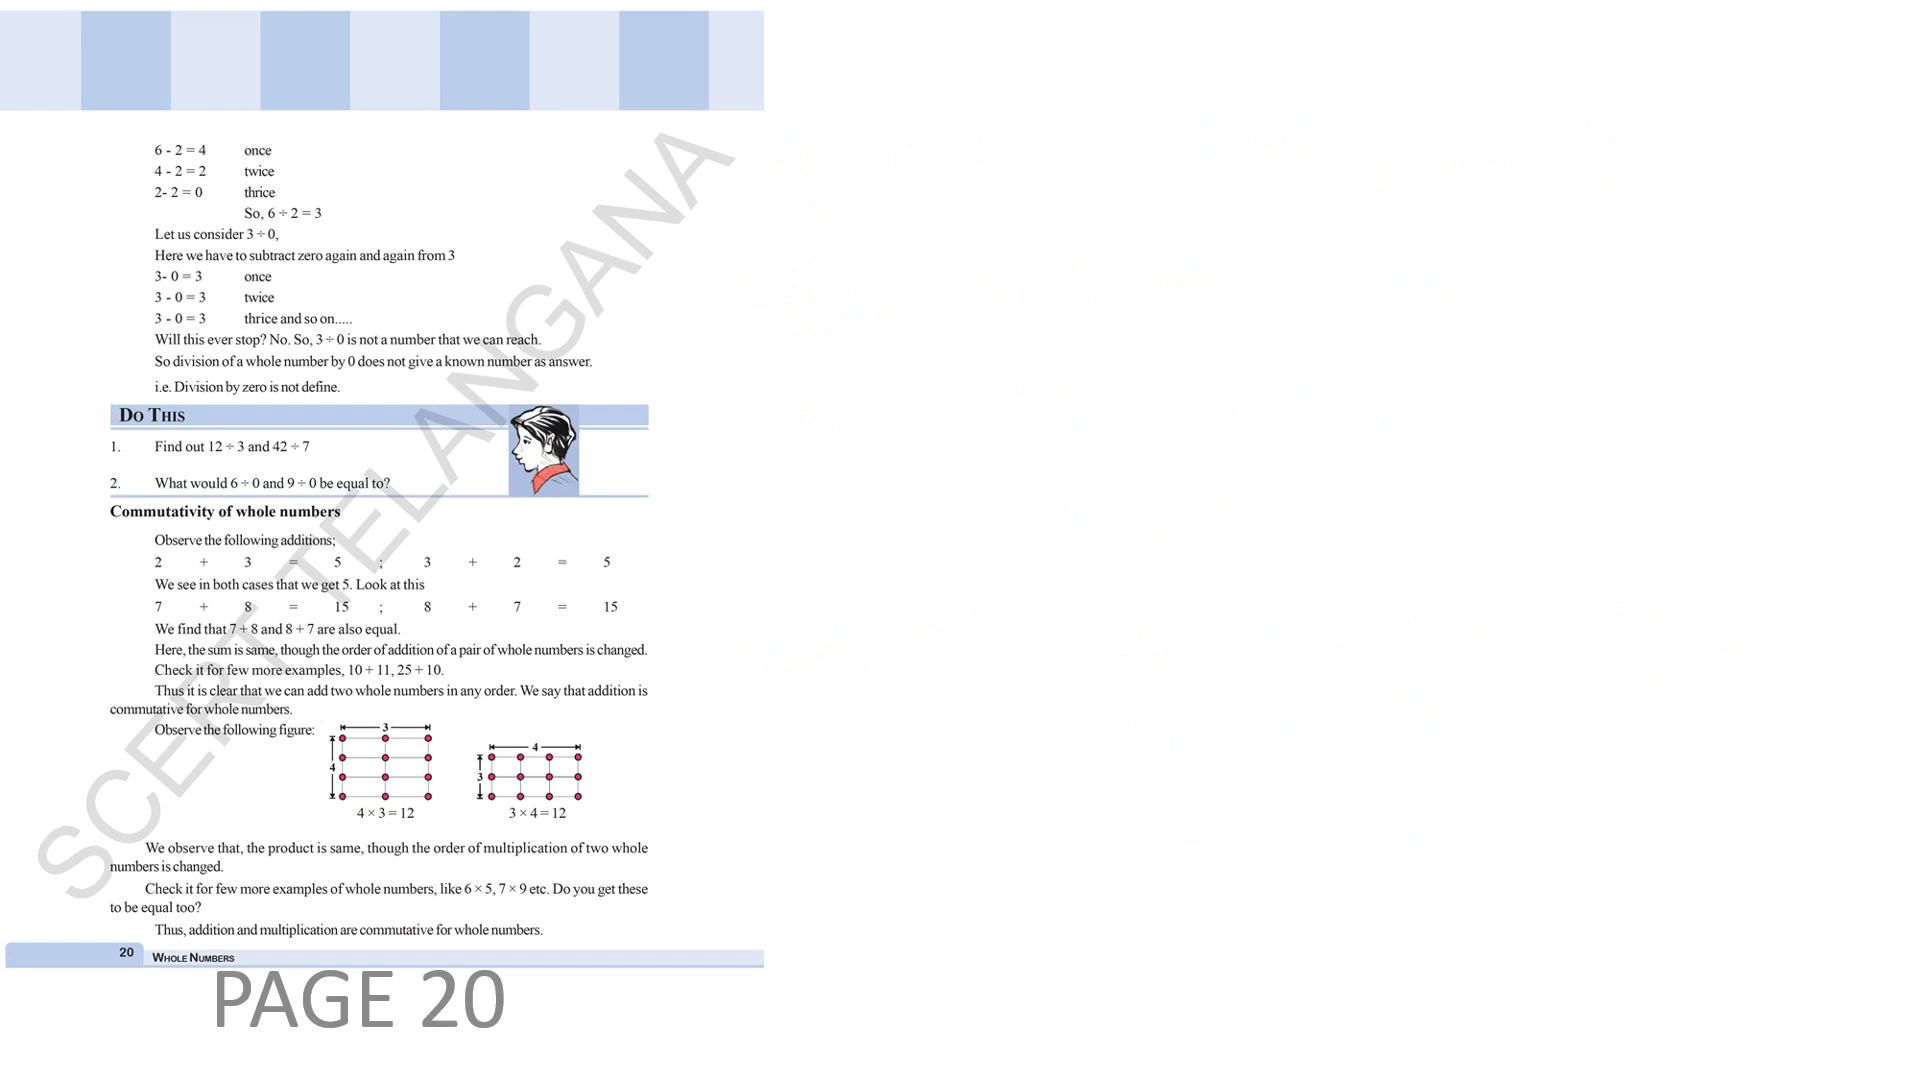 6 - 2 = 4 once
4 - 2 = 2 twice
2- 2 = 0 thrice
So, 6 ÷ 2 = 3
Let us consider 3 ÷ 0,
Here we have to subtract zero again and again from 3
3- 0 = 3 once
3 - 0 = 3 twice
3 - 0 = 3 thrice and so on.....
Will this ever stop? No. So, 3 ÷ 0 is not a number that we can reach.
So division of a whole number by 0 does not give a known number as answer.
i.e. Division by zero is not define.
DO THIS
1. Find out 12 ÷ 3 and 42 ÷ 7
2. What would 6 ÷ 0 and 9 ÷ 0 be equal to?
Commutativity of whole numbers
Observe the following additions;
2 + 3 = 5 ; 3 + 2 = 5
We see in both cases that we get 5. Look at this
7 + 8 = 15 ; 8 + 7 = 15
We find that 7 + 8 and 8 + 7 are also equal.
Here, the sum is same, though the order of addition of a pair of whole numbers is changed.
Check it for few more examples, 10 + 11, 25 + 10.
Thus it is clear that we can add two whole numbers in any order. We say that addition is
commutative for whole numbers.
Observe the following figure:
3
4
4 × 3 = 12
4
3
3 × 4 = 12
We observe that, the product is same, though the order of multiplication of two whole
numbers is changed.
Check it for few more examples of whole numbers, like 6 × 5, 7 × 9 etc. Do you get these
to be equal too?
Thus, addition and multiplication are commutative for whole numbers.
20 WHOLE NUMBERS
PAGE 20
SCERT TELANGANA